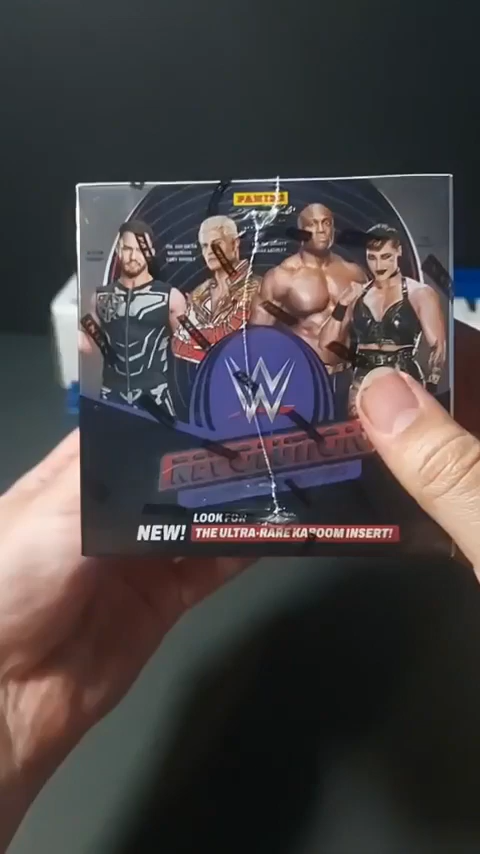 PANINI
W
REVOLUTION
LOOK FOR
NEW! THE ULTRA-RARE KABOOM INSERT!